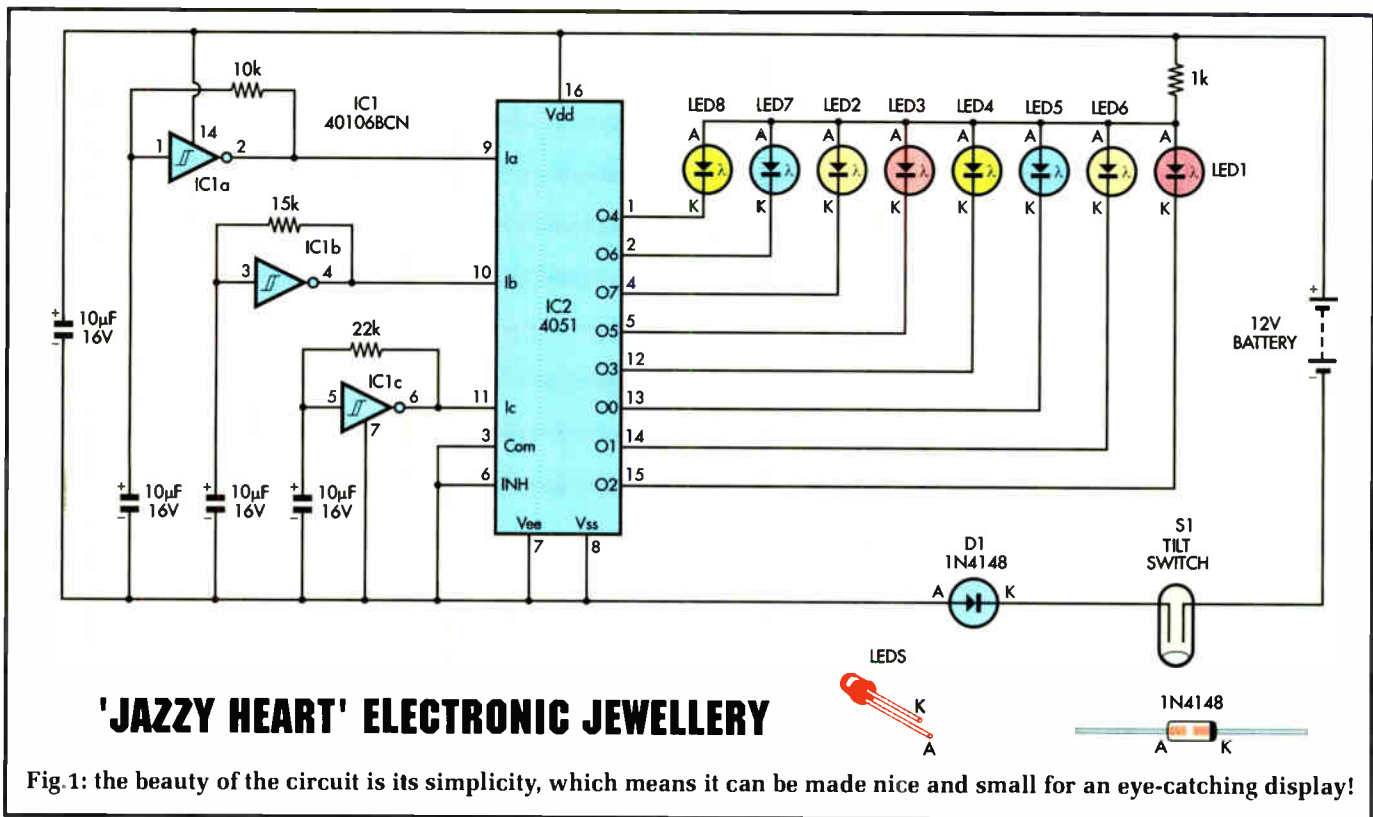 10k
IC1
40106BCN
14
1
2
IC1a
15k
IC1b
3
4
22k
IC1c
5
6
7
+
10µF
16V
–
+
10µF
16V
–
+
10µF
16V
–
+
10µF
16V
–
16
Vdd
9
Ia
10
Ib
11
Ic
3
Com
6
INH
IC2
4051
O4
1
O6
2
O7
4
O5
5
O3
12
O0
13
O1
14
O2
15
Vee
7
Vss
8
1k
LED8
LED7
LED2
LED3
LED4
LED5
LED6
LED1
A A A A A A A A
λ λ λ λ λ λ λ λ
K K K K K K K K
+
12V
BATTERY
–
D1
1N4148
A
K
S1
TILT
SWITCH
LEDS
K
A
1N4148
A
K
'JAZZY HEART' ELECTRONIC JEWELLERY
Fig.1: the beauty of the circuit is its simplicity, which means it can be made nice and small for an eye-catching display!